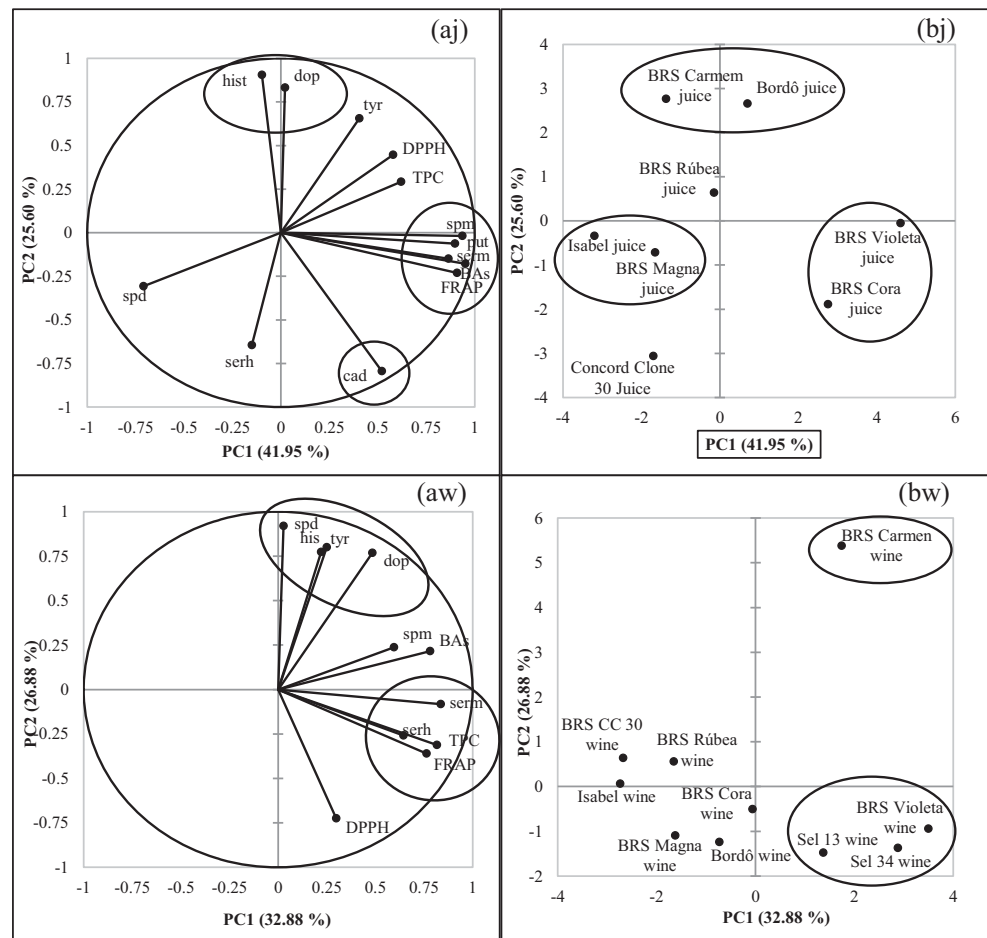 (aj)
1
0.75
0.5
0.25
0
-0.25
-0.5
-0.75
-1
PC2 (25.60 %)
hist
dop
tyr
DPPH
TPC
spm
put
serm
BAs
FRAP
spd
serh
cad
-1 -0.75 -0.5 -0.25 0 0.25 0.5 0.75 1
PC1 (41.95 %)
(bj)
4
3
2
1
0
-1
-2
-3
-4
PC2 (25.60 %)
BRS Carmem
juice
Bordô juice
BRS Rúbea
juice
Isabel juice
BRS Magna
juice
BRS Violeta
juice
BRS Cora
juice
Concord Clone
30 Juice
-4 -2 0 2 4 6
PC1 (41.95 %)
(aw)
1
0.75
0.5
0.25
0
-0.25
-0.5
-0.75
-1
PC2 (26.88 %)
spd
his
tyr
dop
spm
BAs
serm
serh
TPC
FRAP
DPPH
-1 -0.75 -0.5 -0.25 0 0.25 0.5 0.75 1
PC1 (32.88 %)
(bw)
6
5
4
3
2
1
0
-1
-2
PC2 (26.88 %)
BRS Carmen
wine
BRS CC 30
wine
BRS Rúbea
wine
Isabel wine
BRS Cora
wine
BRS Magna
wine
Bordô wine
BRS Violeta
wine
Sel 13 wine
Sel 34 wine
-4 -2 0 2 4
PC1 (32.88 %)